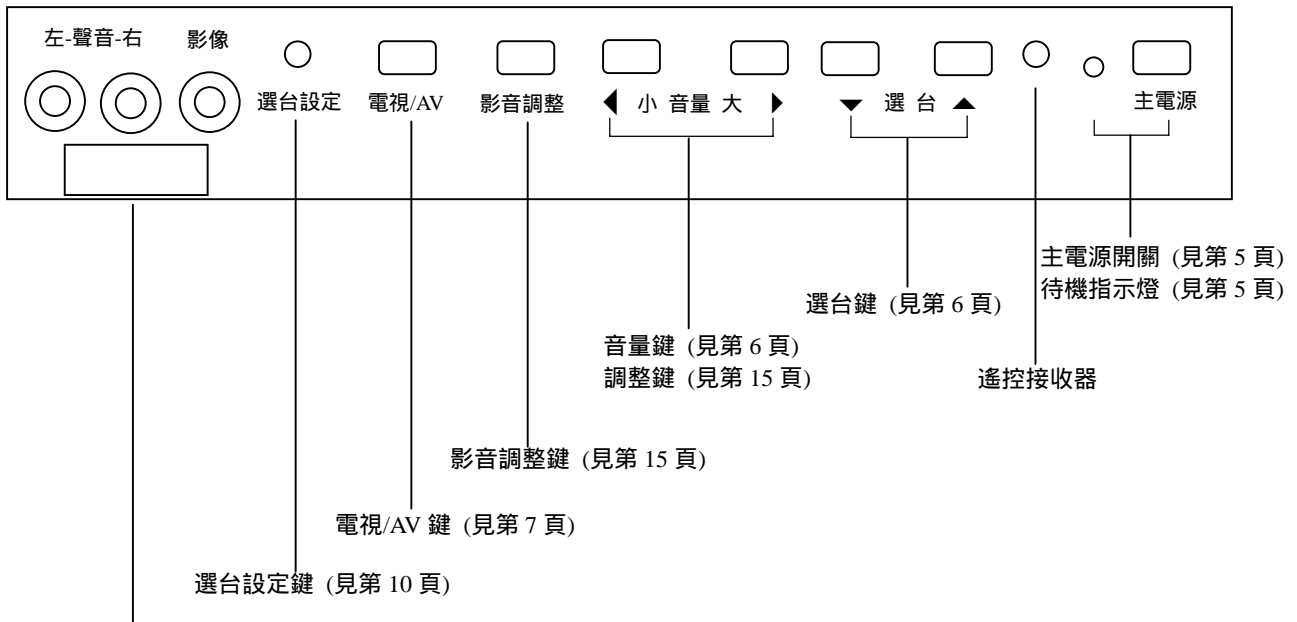 左-聲音-右 影像
選台設定 電視/AV 影音調整 ◀ 小 音量 大 ▶ ▼ 選 台 ▲ 主電源
主電源開關 (見第 5 頁)
待機指示燈 (見第 5 頁)
選台鍵 (見第 6 頁)
音量鍵 (見第 6 頁)
調整鍵 (見第 15 頁)
遙控接收器
影音調整鍵 (見第 15 頁)
電視/AV 鍵 (見第 7 頁)
選台設定鍵 (見第 10 頁)